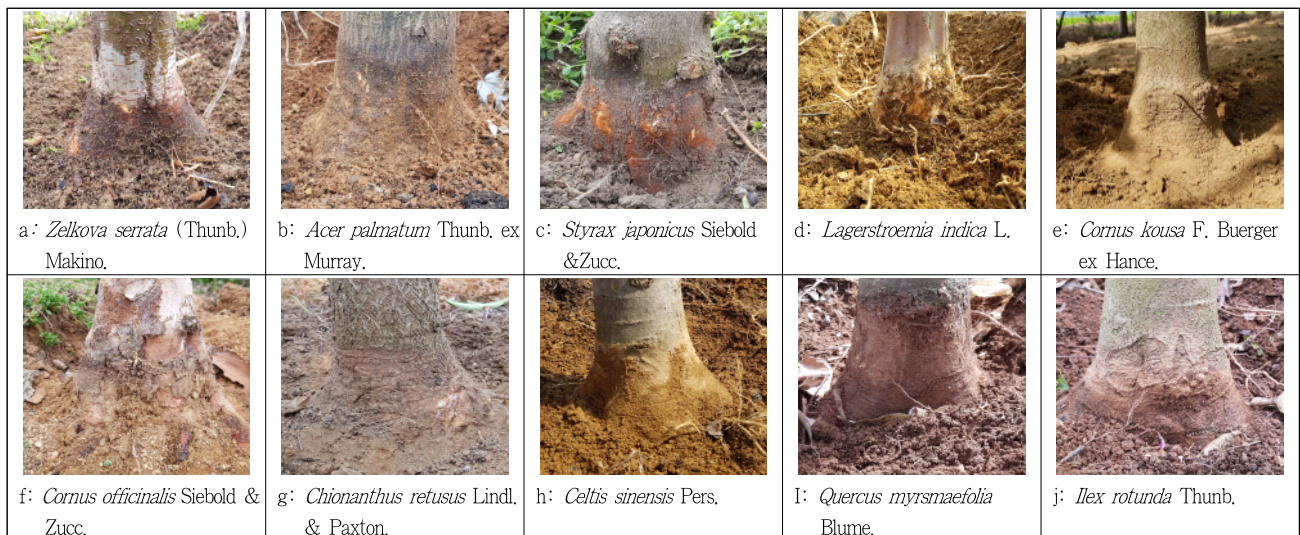 a: Zelkova serrata (Thunb.)
Makino.
b: Acer palmatum Thunb. ex
Murray.
c: Styrax japonicus Siebold
&Zucc.
d: Lagerstroemia indica L.
e: Cornus kousa F. Buerger
ex Hance.
f: Cornus officinalis Siebold &
Zucc.
g: Chionanthus retusus Lindl.
& Paxton.
h: Celtis sinensis Pers.
I: Quercus myrsmaefolia
Blume.
j: Ilex rotunda Thunb.